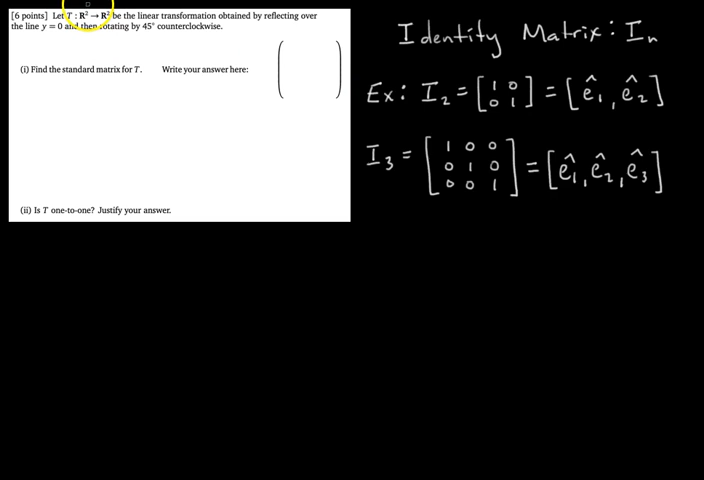 [6 points] Let T : R² → R² be the linear transformation obtained by reflecting over
the line y = 0 and then rotating by 45° counterclockwise.
(i) Find the standard matrix for T. Write your answer here:
(ii) Is T one-to-one? Justify your answer.
Identity Matrix: Iₙ
Ex: I₂ = [1 0
0 1] = [ê₁, ê₂]
I₃ = [1 0 0
0 1 0
0 0 1] = [ê₁, ê₂, ê₃]